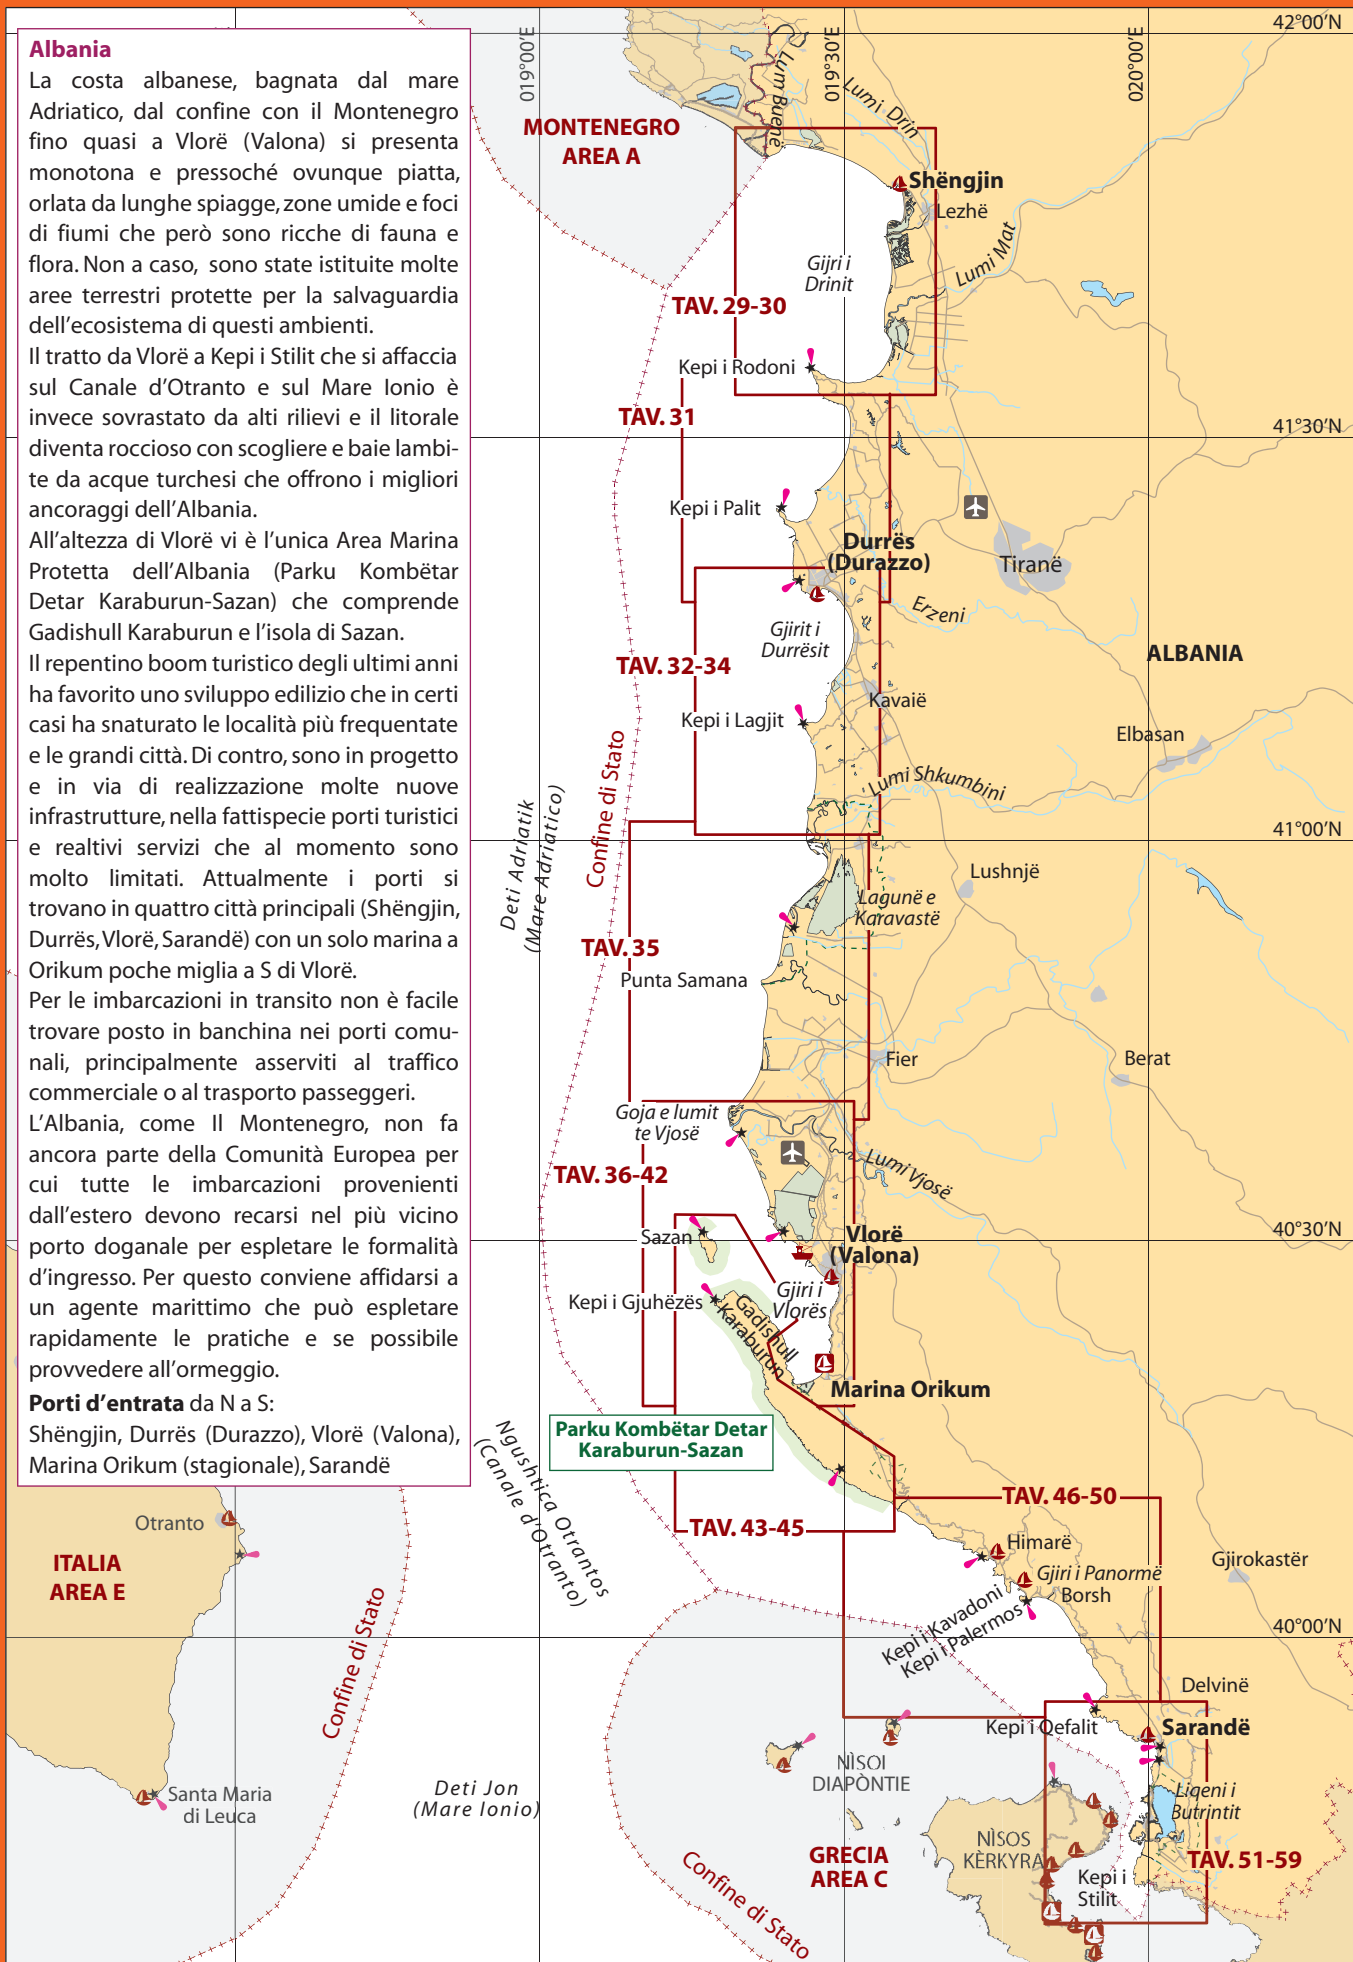 Albania
La costa albanese, bagnata dal mare
Adriatico, dal confine con il Montenegro
fino quasi a Vlorë (Valona) si presenta
monotona e pressoché ovunque piatta,
orlata da lunghe spiagge, zone umide e foci
di fiumi che però sono ricche di fauna e
flora. Non a caso, sono state istituite molte
aree terrestri protette per la salvaguardia
dell'ecosistema di questi ambienti.
Il tratto da Vlorë a Kepi i Stilit che si affaccia
sul Canale d'Otranto e sul Mare Ionio è
invece sovrastato da alti rilievi e il litorale
diventa roccioso con scogliere e baie lambi-
te da acque turchesi che offrono i migliori
ancoraggi dell'Albania.
All'altezza di Vlorë vi è l'unica Area Marina
Protetta dell'Albania (Parku Kombëtar
Detar Karaburun-Sazan) che comprende
Gadishull Karaburun e l'isola di Sazan.
Il repentino boom turistico degli ultimi anni
ha favorito uno sviluppo edilizio che in certi
casi ha snaturato le località più frequentate
e le grandi città. Di contro, sono in progetto
e in via di realizzazione molte nuove
infrastrutture, nella fattispecie porti turistici
e realtivi servizi che al momento sono
molto limitati. Attualmente i porti si
trovano in quattro città principali (Shëngjin,
Durrës, Vlorë, Sarandë) con un solo marina a
Orikum poche miglia a S di Vlorë.
Per le imbarcazioni in transito non è facile
trovare posto in banchina nei porti comu-
nali, principalmente asserviti al traffico
commerciale o al trasporto passeggeri.
L'Albania, come Il Montenegro, non fa
ancora parte della Comunità Europea per
cui tutte le imbarcazioni provenienti
dall'estero devono recarsi nel più vicino
porto doganale per espletare le formalità
d'ingresso. Per questo conviene affidarsi a
un agente marittimo che può espletare
rapidamente le pratiche e se possibile
provvedere all'ormeggio.
Porti d'entrata da N a S:
Shëngjin, Durrës (Durazzo), Vlorë (Valona),
Marina Orikum (stagionale), Sarandë
019°00'E
019°30'E
020°00'E
42°00'N
Lum Buenë
Lumi Drin
MONTENEGRO
AREA A
Shëngjin
Lezhë
Lumi Mat
Gijri i
Drinit
TAV. 29-30
Kepi i Rodoni
TAV. 31
41°30'N
Kepi i Palit
Durrës
(Durazzo)
Tiranë
Erzeni
Gjirit i
Durrësit
ALBANIA
TAV. 32-34
Kavaië
Kepi i Lagjit
Elbasan
Confine di Stato
Lumi Shkumbini
Deti Adriatik
(Mare Adriatico)
41°00'N
Lushnjë
Lagunë e
Karavastë
TAV. 35
Punta Samana
Fier
Berat
Goja e lumit
te Vjosë
Lumi Vjosë
TAV. 36-42
Sazan
Vlorë
(Valona)
40°30'N
Kepi i Gjuhëzës
Gjiri i
Vlorës
Gadishull
Karaburun
Marina Orikum
Parku Kombëtar Detar
Karaburun-Sazan
Ngushtica Otrantos
(Canale d'Otranto)
TAV. 46-50
TAV. 43-45
Otranto
ITALIA
AREA E
Himarë
Gjiri i Panormë
Borsh
Gjirokastër
Kepi i Kavadoni
Kepi i Palermos
40°00'N
Confine di Stato
Delvinë
Kepi i Qefalit
Sarandë
NÌSOI
DIAPÒNTIE
Santa Maria
di Leuca
Deti Jon
(Mare Ionio)
Liqeni i
Butrintit
NÌSOS
KÈRKYRA
GRECIA
AREA C
TAV. 51-59
Kepi i
Stilit
Confine di Stato